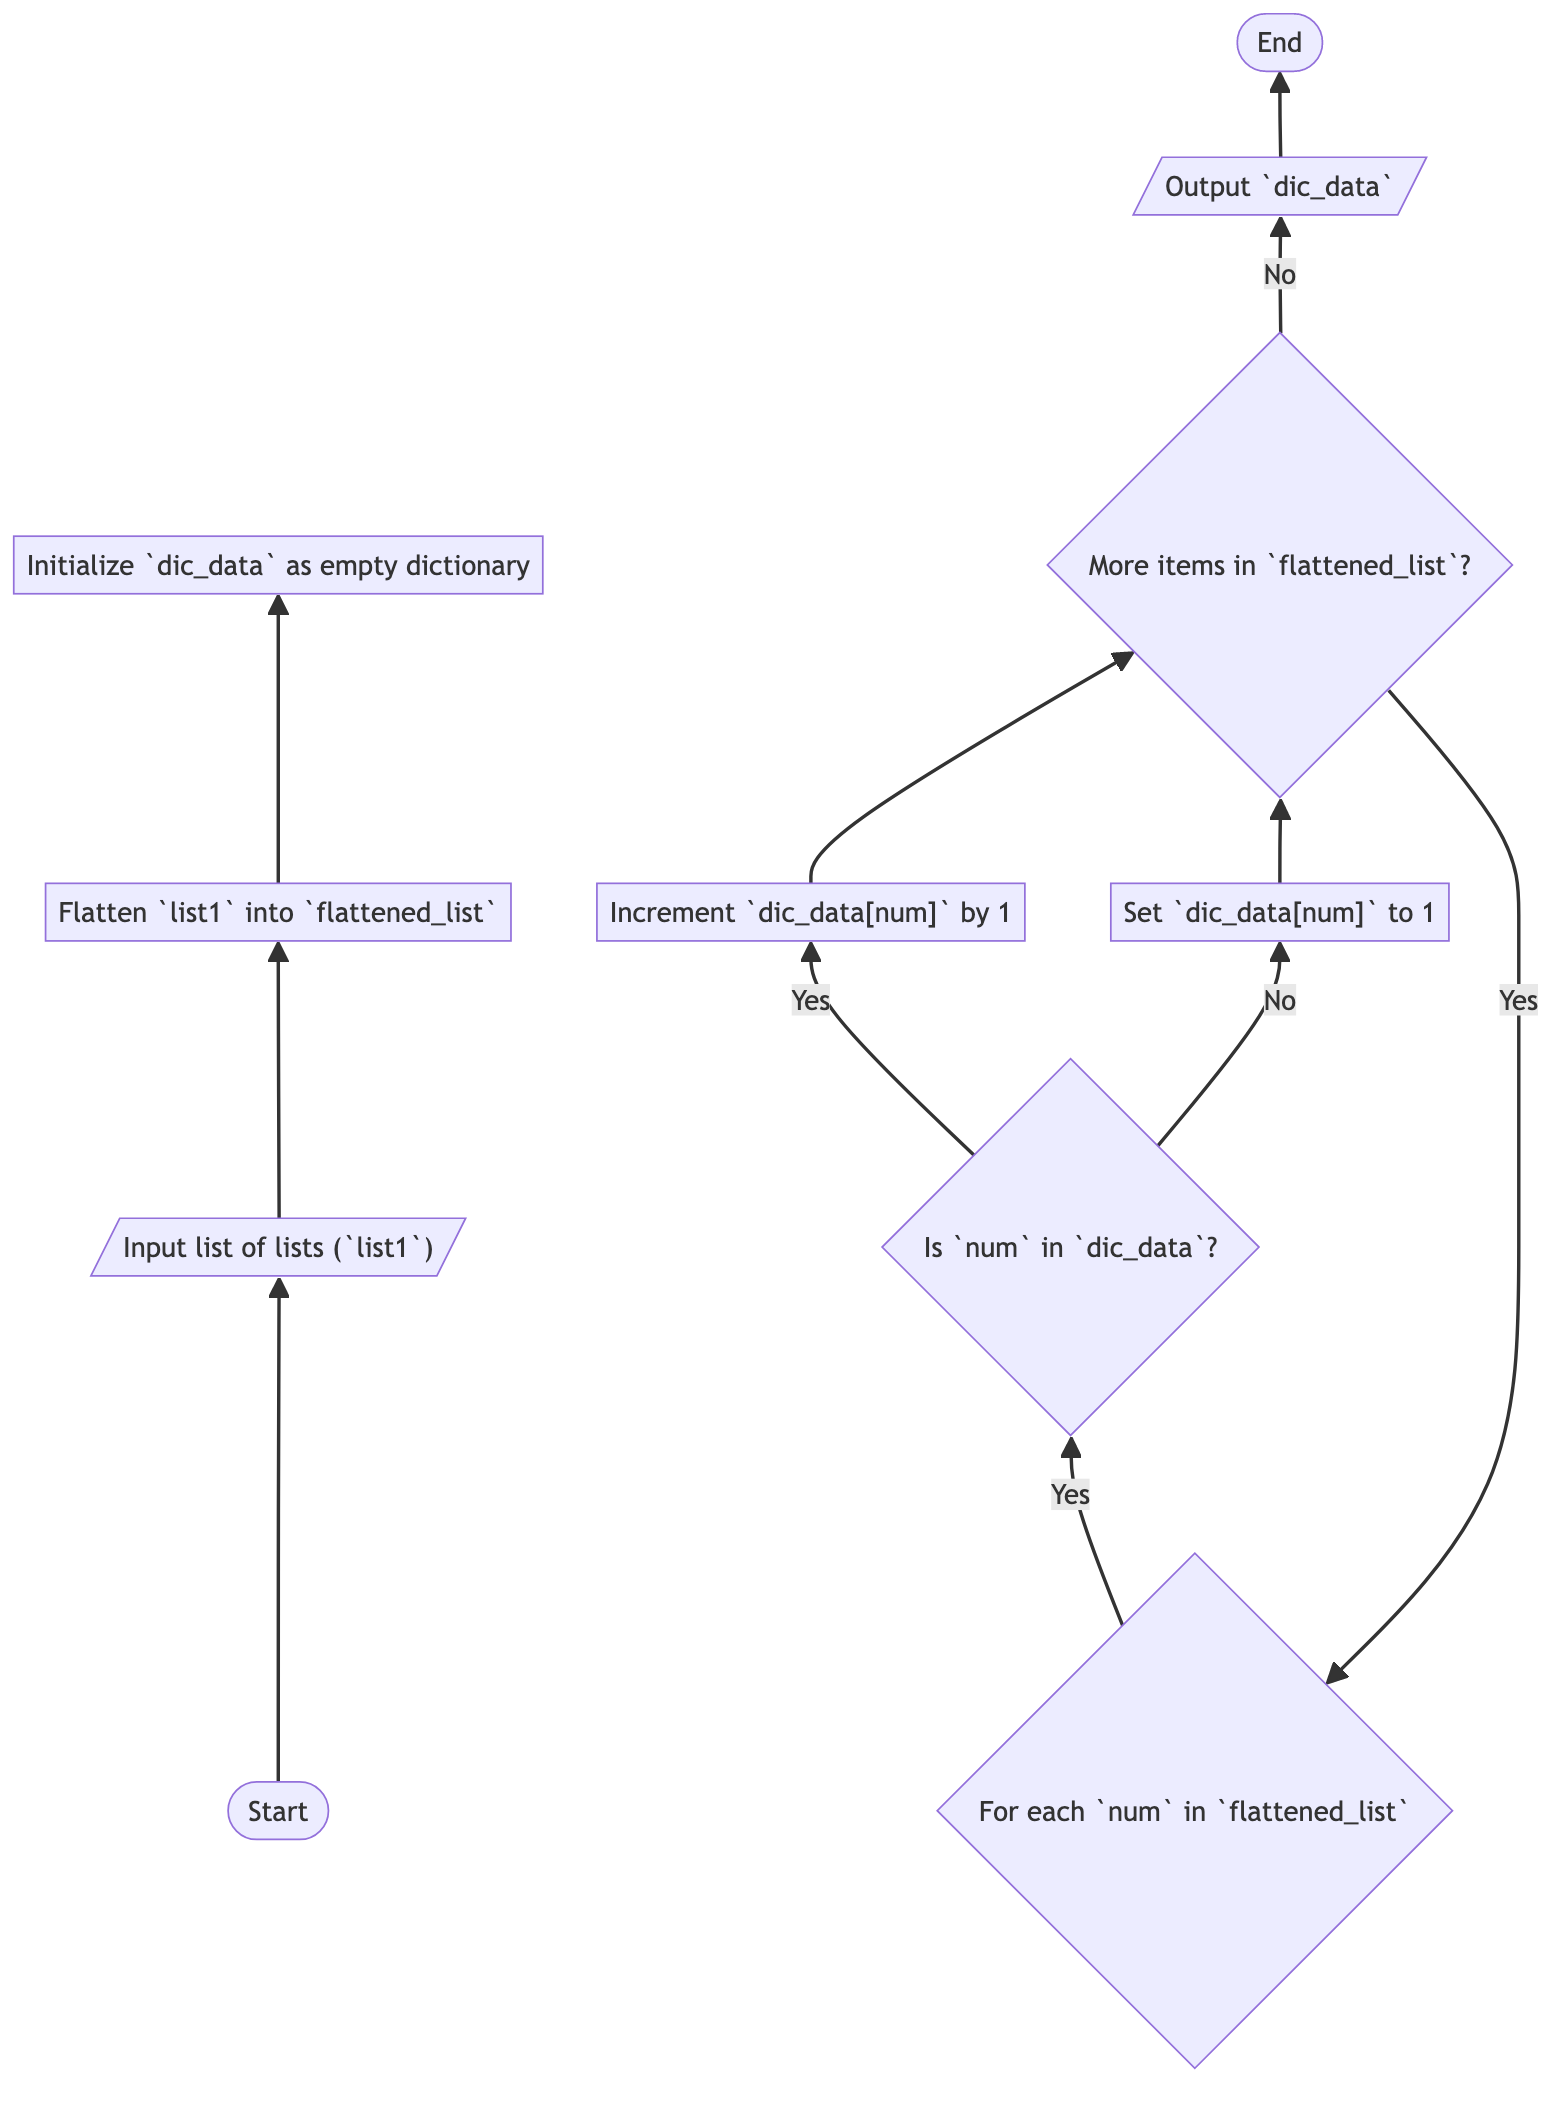 End
Output `dic_data`
No
More items in `flattened_list`?
Initialize `dic_data` as empty dictionary
Flatten `list1` into `flattened_list`
Increment `dic_data[num]` by 1
Set `dic_data[num]` to 1
Yes
No
Yes
Input list of lists (`list1`)
Is `num` in `dic_data`?
Yes
Start
For each `num` in `flattened_list`